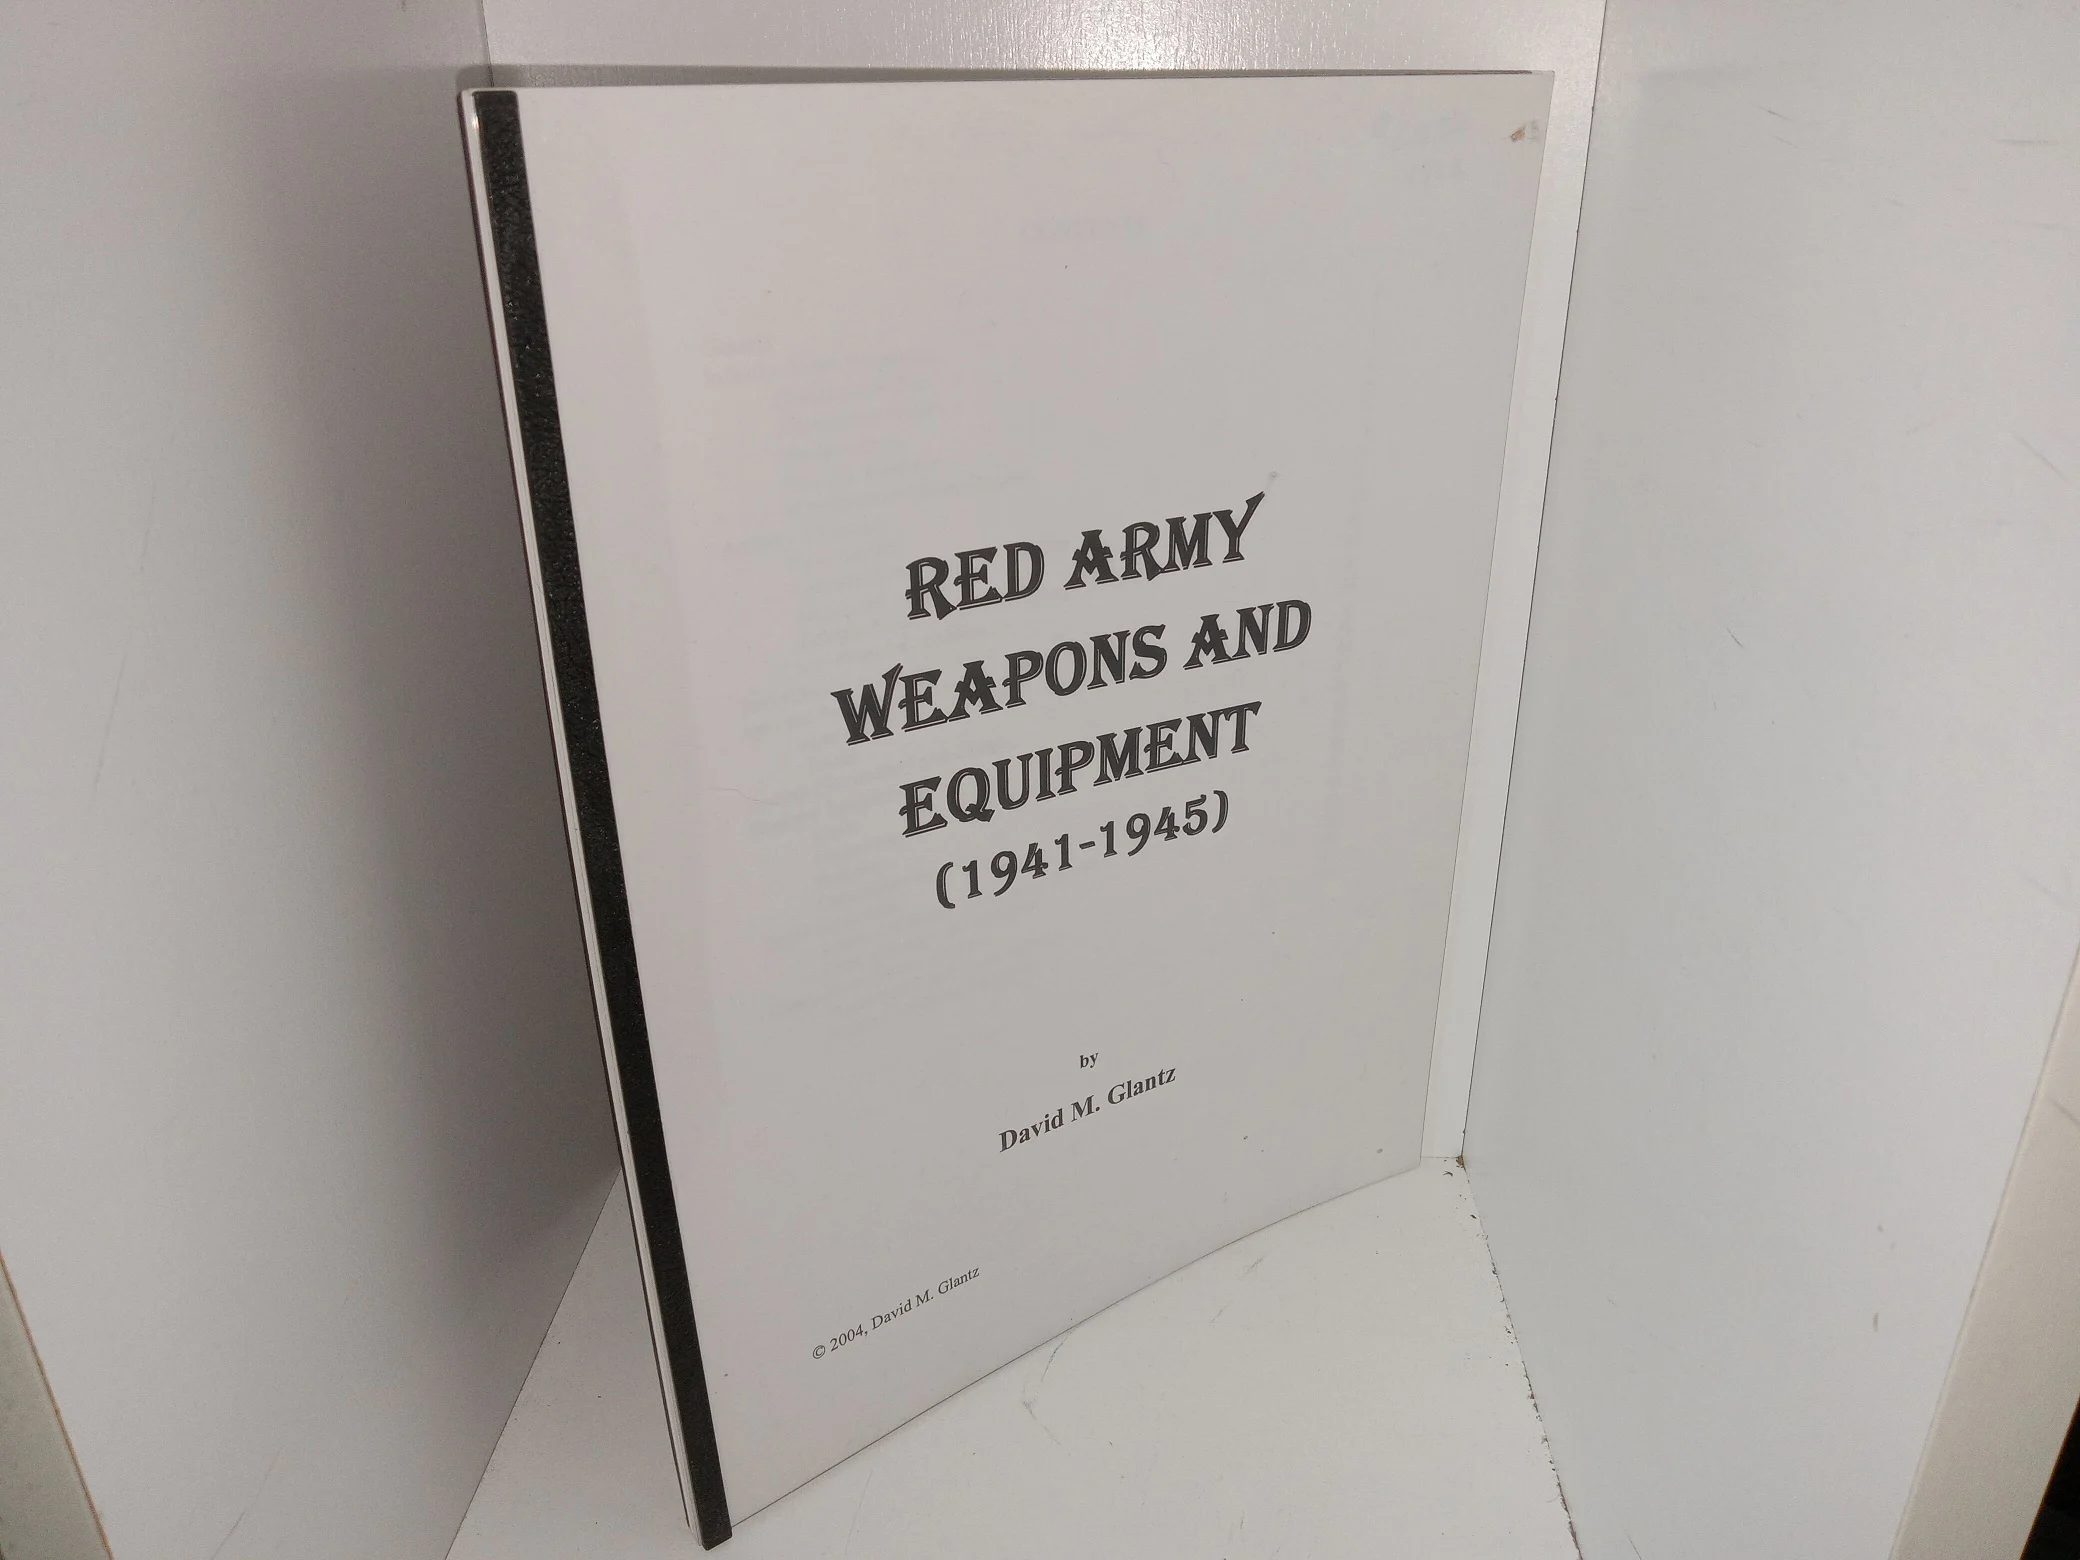 RED ARMY
WEAPONS AND
EQUIPMENT
(1941-1945)
by
David M. Glantz
© 2004, David M. Glantz